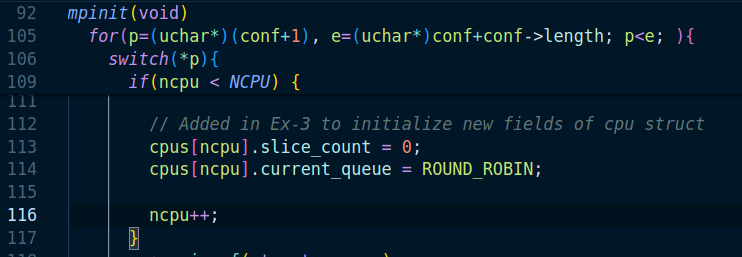 92 mpinit(void)
105 for(p=(uchar*)(conf+1), e=(uchar*)conf+conf->length; p<e; ){
106 switch(*p){
109 if(ncpu < NCPU) {
111
112 // Added in Ex-3 to initialize new fields of cpu struct
113 cpus[ncpu].slice_count = 0;
114 cpus[ncpu].current_queue = ROUND_ROBIN;
115
116 ncpu++;
117 }